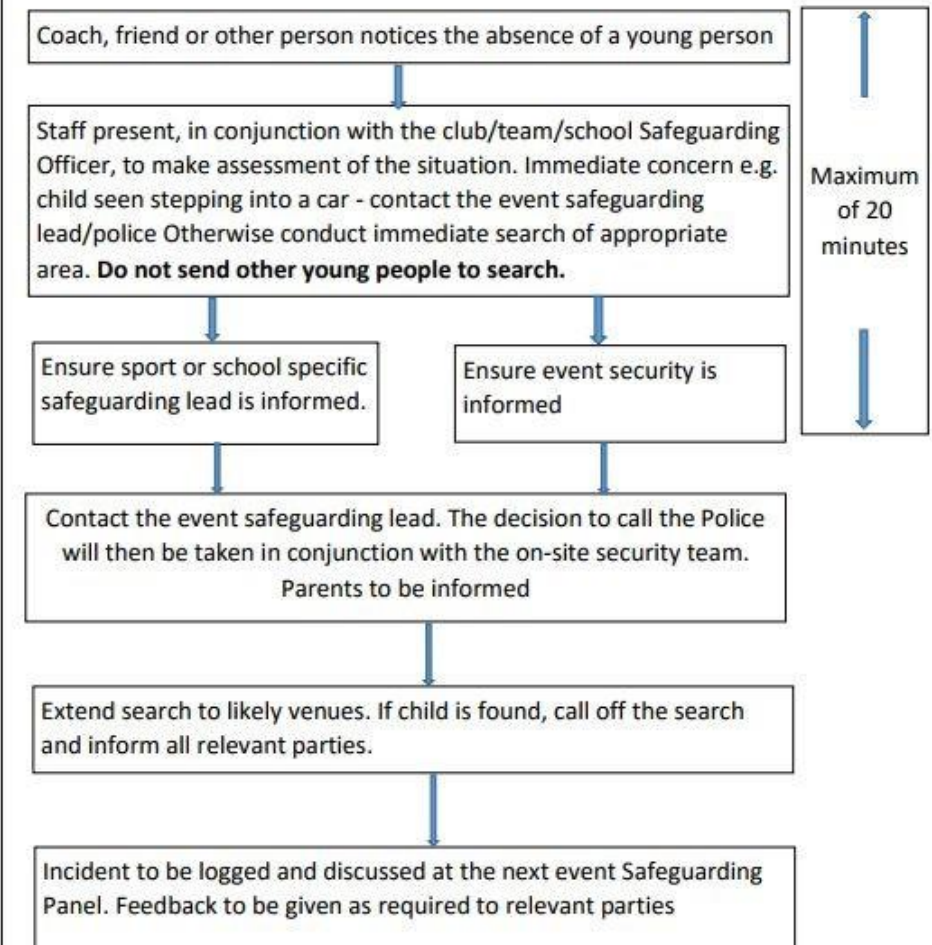 Coach, friend or other person notices the absence of a young person
Staff present, in conjunction with the club/team/school Safeguarding
Officer, to make assessment of the situation. Immediate concern e.g.
child seen stepping into a car - contact the event safeguarding
lead/police Otherwise conduct immediate search of appropriate
area. Do not send other young people to search.
Maximum
of 20
minutes
Ensure sport or school specific
safeguarding lead is informed.
Ensure event security is
informed
Contact the event safeguarding lead. The decision to call the Police
will then be taken in conjunction with the on-site security team.
Parents to be informed
Extend search to likely venues. If child is found, call off the search
and inform all relevant parties.
Incident to be logged and discussed at the next event Safeguarding
Panel. Feedback to be given as required to relevant parties